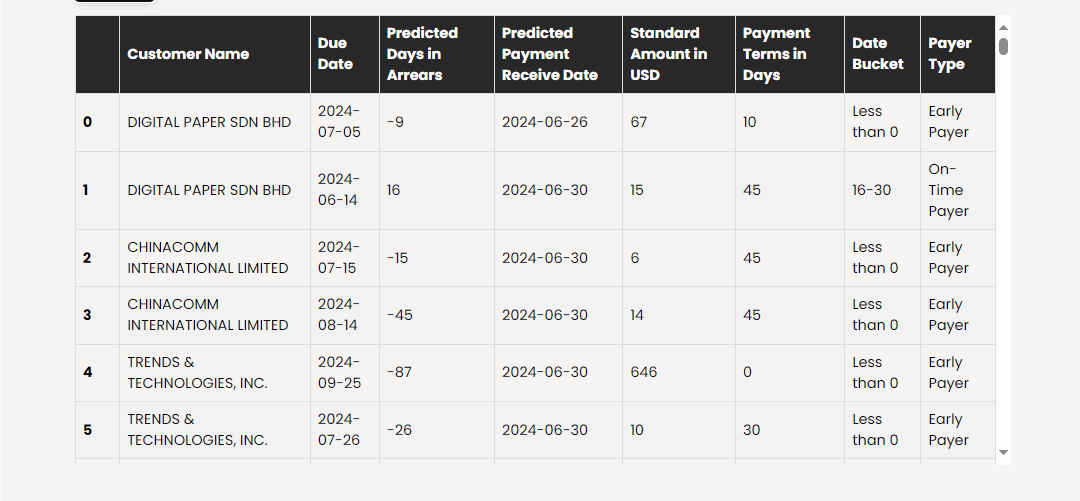 Customer Name Due Date Predicted Days in Arrears Predicted Payment Receive Date Standard Amount in USD Payment Terms in Days Date Bucket Payer Type
0 DIGITAL PAPER SDN BHD 2024-07-05 -9 2024-06-26 67 10 Less than 0 Early Payer
1 DIGITAL PAPER SDN BHD 2024-06-14 16 2024-06-30 15 45 16-30 On-Time Payer
2 CHINACOMM INTERNATIONAL LIMITED 2024-07-15 -15 2024-06-30 6 45 Less than 0 Early Payer
3 CHINACOMM INTERNATIONAL LIMITED 2024-08-14 -45 2024-06-30 14 45 Less than 0 Early Payer
4 TRENDS & TECHNOLOGIES, INC. 2024-09-25 -87 2024-06-30 646 0 Less than 0 Early Payer
5 TRENDS & TECHNOLOGIES, INC. 2024-07-26 -26 2024-06-30 10 30 Less than 0 Early Payer